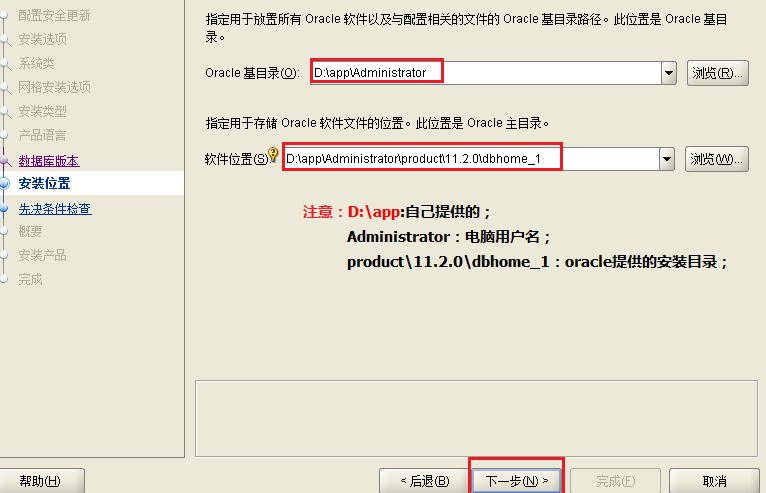 配置安全更新
安装选项
系统类
网格安装选项
安装类型
产品语言
数据库版本
安装位置
先决条件检查
概要
安装产品
完成
指定用于放置所有 Oracle 软件以及与配置相关的文件的 Oracle 基目录路径。此位置是 Oracle 基目
录。
Oracle 基目录(O): D:\app\Administrator 浏览(R)...
指定用于存储 Oracle 软件文件的位置。此位置是 Oracle 主目录。
软件位置(S) D:\app\Administrator\product\11.2.0\dbhome_1 浏览(W)...
注意：D:\app:自己提供的；
Administrator：电脑用户名；
product\11.2.0\dbhome_1：oracle提供的安装目录；
帮助(H) < 后退(B) 下一步(N) > 完成(F) 取消